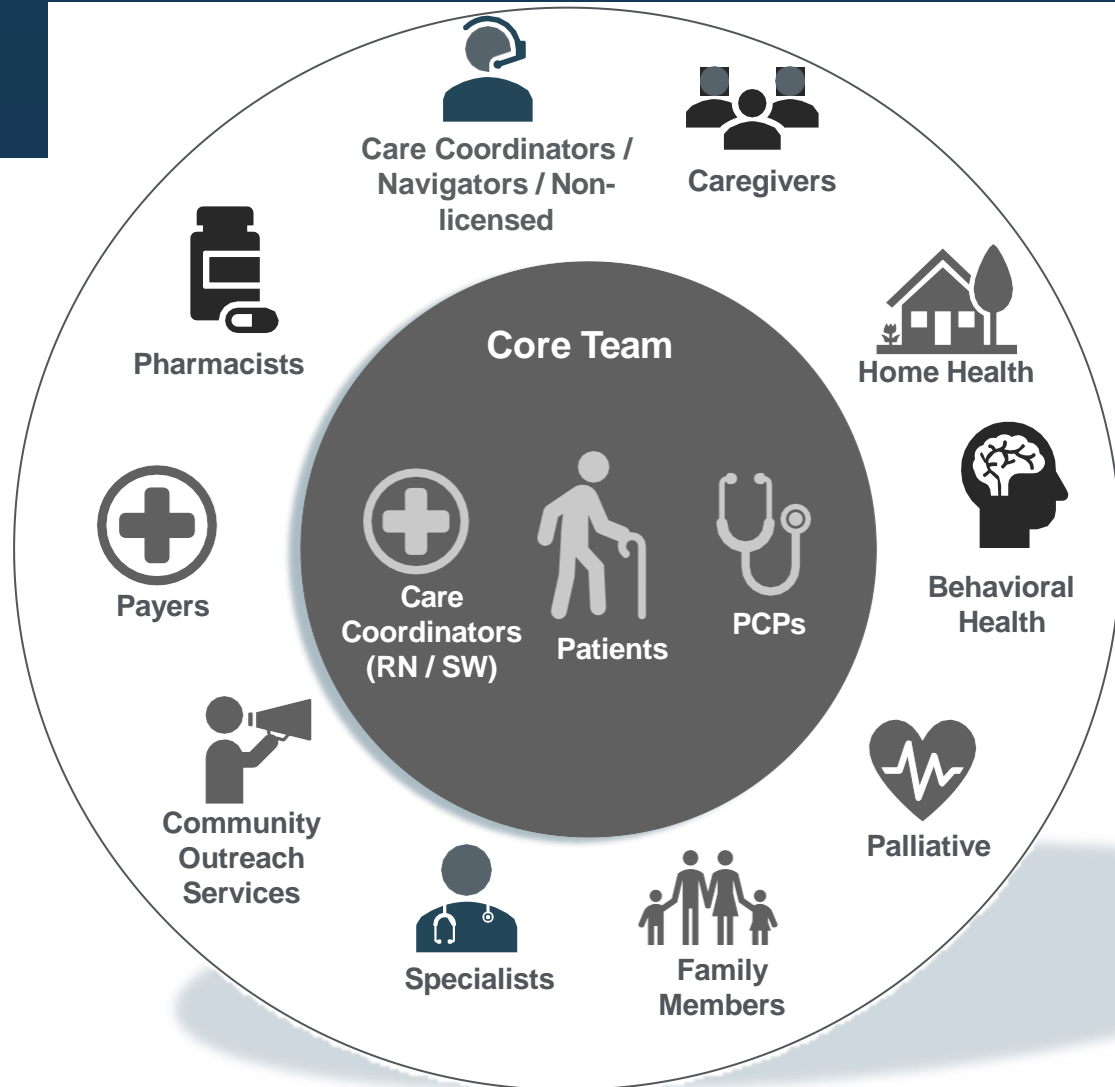 Care Coordinators /
Navigators / Non-
licensed
Caregivers
Pharmacists
Core Team
Home Health
Payers
Care
Coordinators
(RN / SW)
Patients
PCPs
Behavioral
Health
Community
Outreach
Services
Palliative
Specialists
Family
Members